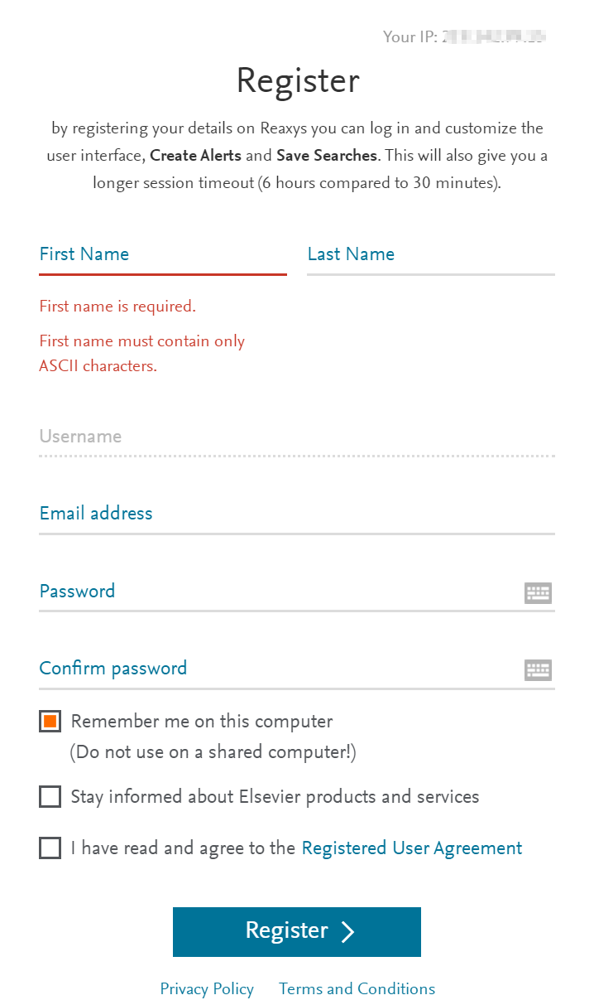 Your IP:
Register
by registering your details on Reaxys you can log in and customize the
user interface, Create Alerts and Save Searches. This will also give you a
longer session timeout (6 hours compared to 30 minutes).
First Name
Last Name
First name is required.
First name must contain only
ASCII characters.
Username
Email address
Password
Confirm password
Remember me on this computer
(Do not use on a shared computer!)
Stay informed about Elsevier products and services
I have read and agree to the Registered User Agreement
Register
Privacy Policy
Terms and Conditions